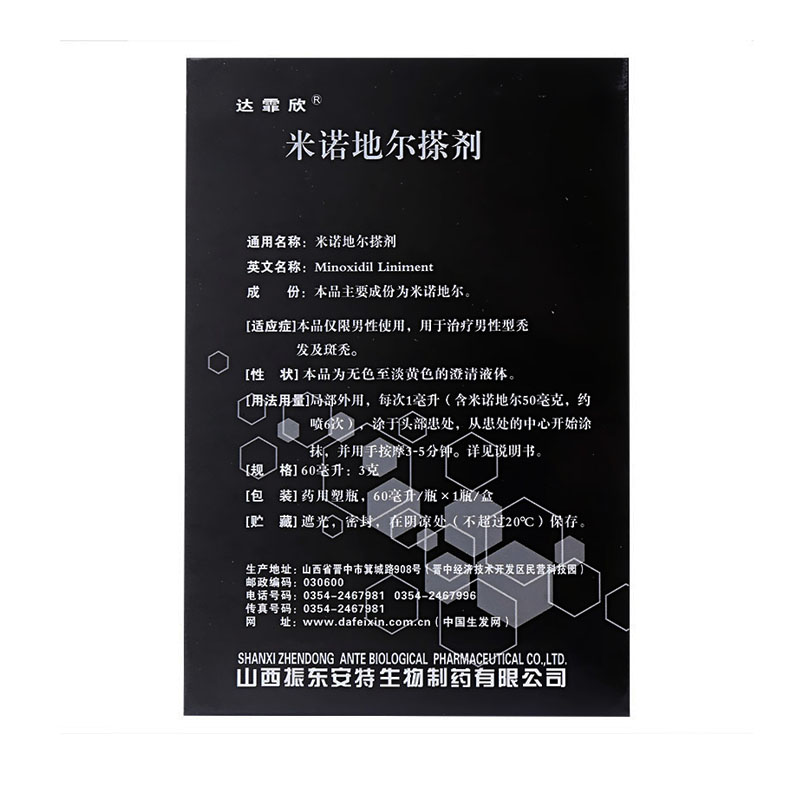 达霏欣®
米诺地尔搽剂
通用名称：米诺地尔搽剂
英文名称：Minoxidil Liniment
成 份：本品主要成份为米诺地尔。
[适应症]本品仅限男性使用，用于治疗男性型秃
发及斑秃。
[性 状]本品为无色至淡黄色的澄清液体。
[用法用量]局部外用，每次1毫升（含米诺地尔50毫克，约
喷6次），涂于头部患处，从患处的中心开始涂
抹，并用手按摩3-5分钟。详见说明书。
[规 格]60毫升：3克
[包 装]药用塑瓶，60毫升/瓶×1瓶/盒
[贮 藏]遮光，密封，在阴凉处（不超过20℃）保存。
生产地址：山西省晋中市箕城路908号（晋中经济技术开发区民营科技园）
邮政编码：030600
电话号码：0354-2467981 0354-2467996
传真号码：0354-2467981
网 址：www.dafeixin.com.cn（中国生发网）
SHANXI ZHENDONG ANTE BIOLOGICAL PHARMACEUTICAL CO.,LTD.
山西振东安特生物制药有限公司